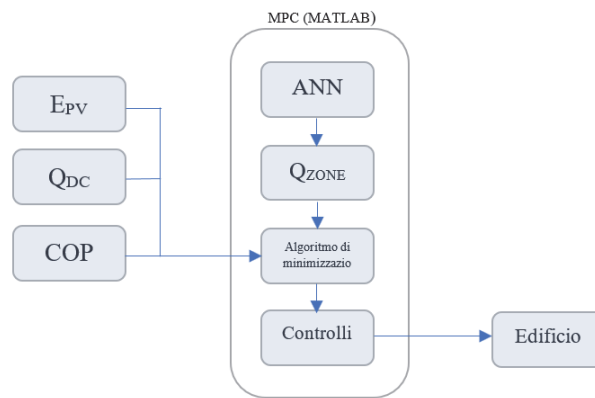 MPC (MATLAB)
ANN
EPV
QZONE
QDC
COP
Algoritmo di
minimizzazio
Controlli
Edificio